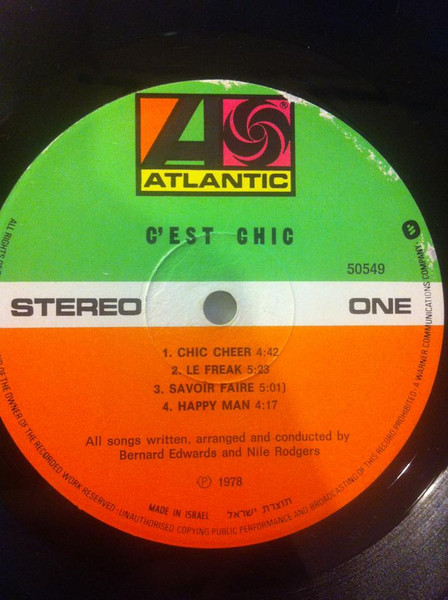 ATLANTIC ®
C'EST CHIC
50549
STEREO
ONE
1. CHIC CHEER 4:42
2. LE FREAK 5:23
3. SAVOIR FAIRE 5:01)
4. HAPPY MAN 4:17
All songs written, arranged and conducted by
Bernard Edwards and Nile Rodgers
℗ 1978
MADE IN ISRAEL תוצרת ישראל
OF THE OWNER OF THE RECORDED WORK RESERVED · UNAUTHORISED COPYING PUBLIC PERFORMANCE AND BROADCASTING OF THIS RECORD PROHIBITED · A WARNER COMMUNICATIONS COMPANY ·
ALL RIGHTS